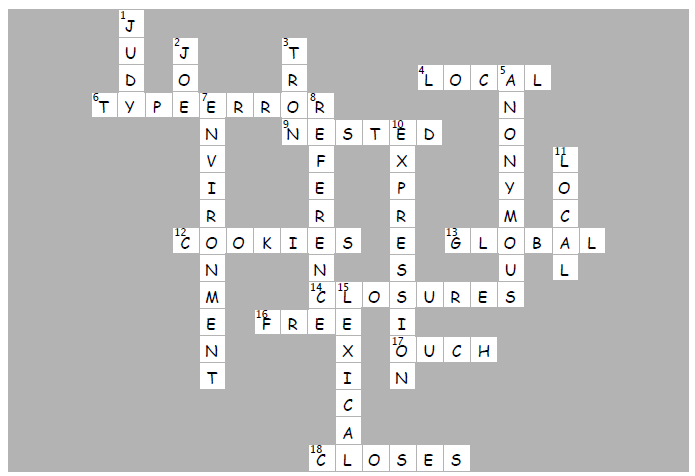 1 J
U 2 J 3 T
D O R 4 L O C 5 A L
6 T Y P E 7 E R R O 8 R N
N 9 N E S T 10 E D O
V F X N 11 L
I E P Y O
R R R M C
12 C O O K I E S E 13 G L O B A L
N N S U L
M 14 C 15 L O S U R E S
E 16 F R E E I
N X 17 O U C H
T I N
C
A
18 C L O S E S